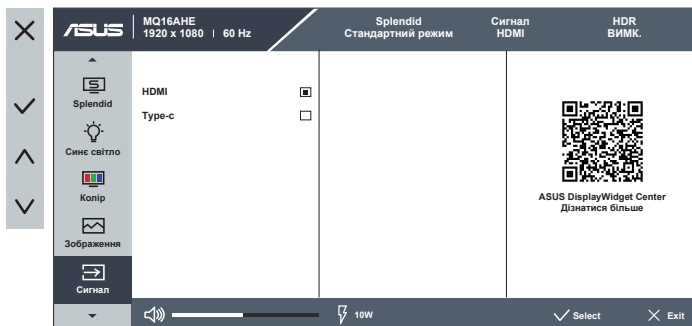 ASUS
MQ16AHE
1920 x 1080 | 60 Hz
Splendid
Стандартний режим
Сигнал
HDMI
HDR
ВИМК.
Splendid
Синє світло
Колір
Зображення
Сигнал
HDMI
Type-c
ASUS DisplayWidget Center
Дізнатися більше
10W
Select
Exit